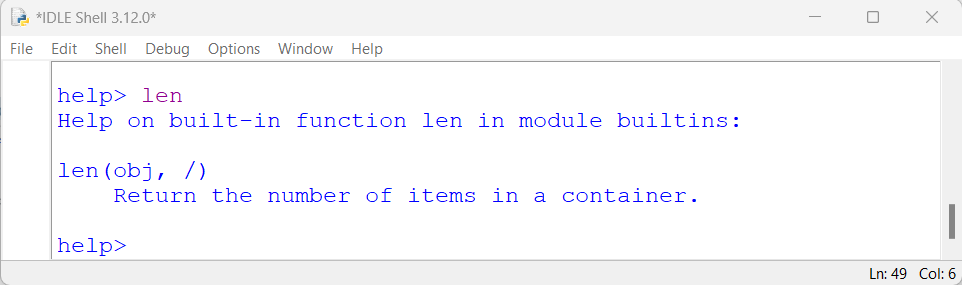 *IDLE Shell 3.12.0*
File Edit Shell Debug Options Window Help
help> len
Help on built-in function len in module builtins:
len(obj, /)
    Return the number of items in a container.
help>
Ln: 49 Col: 6